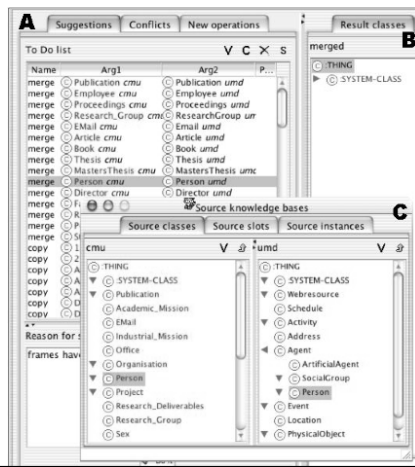 A
Suggestions
Conflicts
New operations
To Do list
V C X S
Name Arg1 Arg2 P...
merge Publication cmu Publication umd
merge Employee cmu Employee umd
merge Proceedings cmu Proceedings umd
merge Research_Group cmu ResearchGroup
merge EMail cmu Email umd
merge Article cmu Article umd
merge Book cmu Book umd
merge Thesis cmu Thesis umd
merge MastersThesis cmu MastersThesis
merge Person cmu Person umd
merge Director cmu Director umd
merge
merge
merge
merge
copy
copy
copy
copy
copy
copy
Reason for
frames have
Result classes
B
merged
C :THING
C :SYSTEM-CLASS
C
Source knowledge bases
Source classes
Source slots
Source instances
cmu V
C :THING
C :SYSTEM-CLASS
C Publication
C Academic_Mission
C EMail
C Industrial_Mission
C Office
C Organisation
C Person
C Project
C Research_Deliverables
C Research_Group
C Sex
umd V
C :THING
C :SYSTEM-CLASS
C Webresource
C Schedule
C Activity
C Address
C Agent
C ArtificialAgent
C SocialGroup
C Person
C Event
C Location
C PhysicalObject